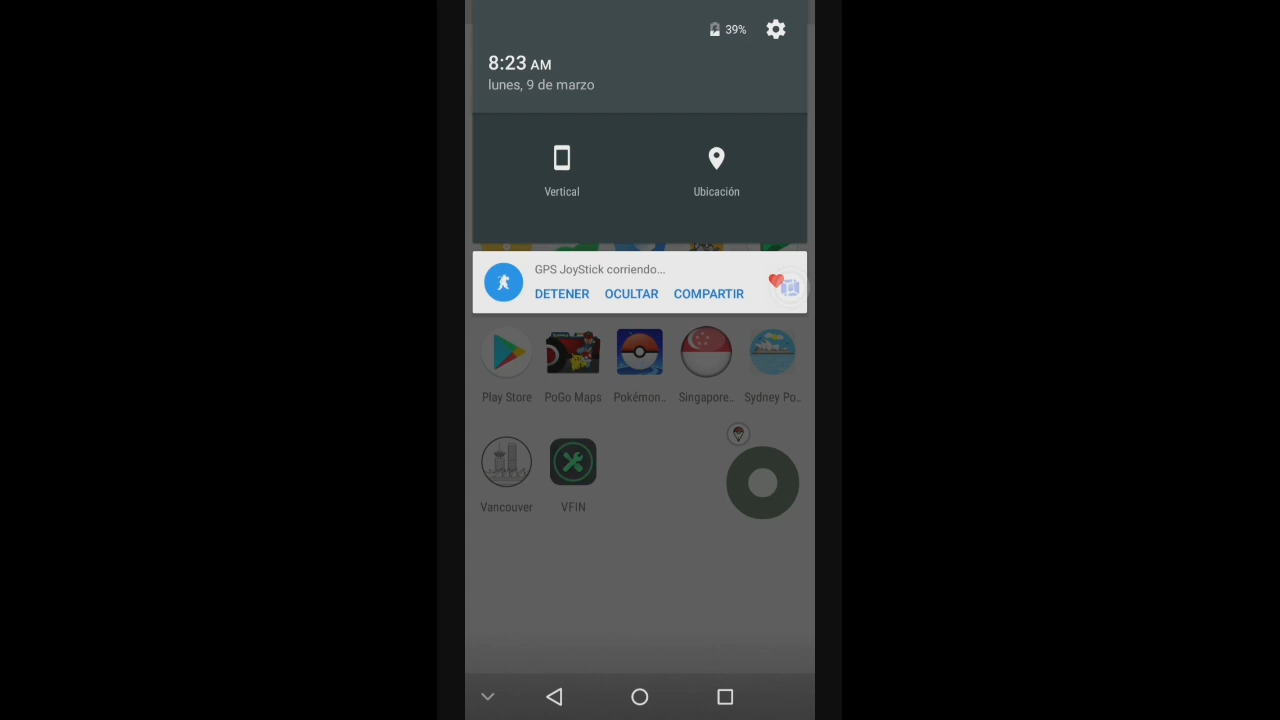 39%
8:23 AM
lunes, 9 de marzo
Vertical
Ubicación
GPS JoyStick corriendo...
DETENER OCULTAR COMPARTIR
Play Store PoGo Maps Pokémon.. Singapore.. Sydney Po..
Vancouver VFIN